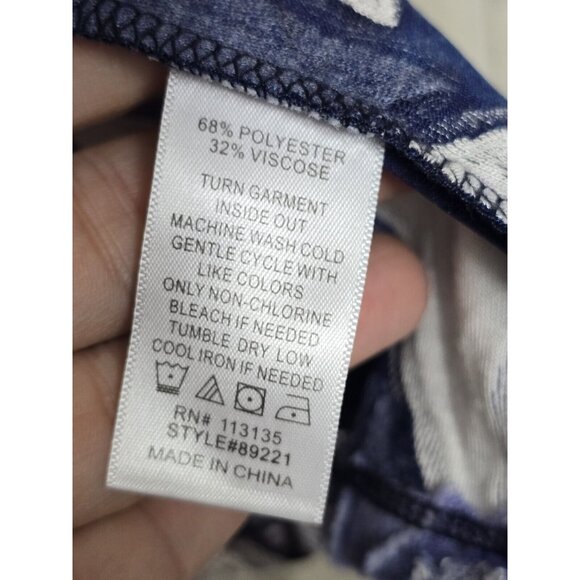 68% POLYESTER
32% VISCOSE
TURN GARMENT
INSIDE OUT
MACHINE WASH COLD
GENTLE CYCLE WITH
LIKE COLORS
ONLY NON-CHLORINE
BLEACH IF NEEDED
TUMBLE DRY LOW
COOL IRON IF NEEDED
RN# 113135
STYLE#89221
MADE IN CHINA